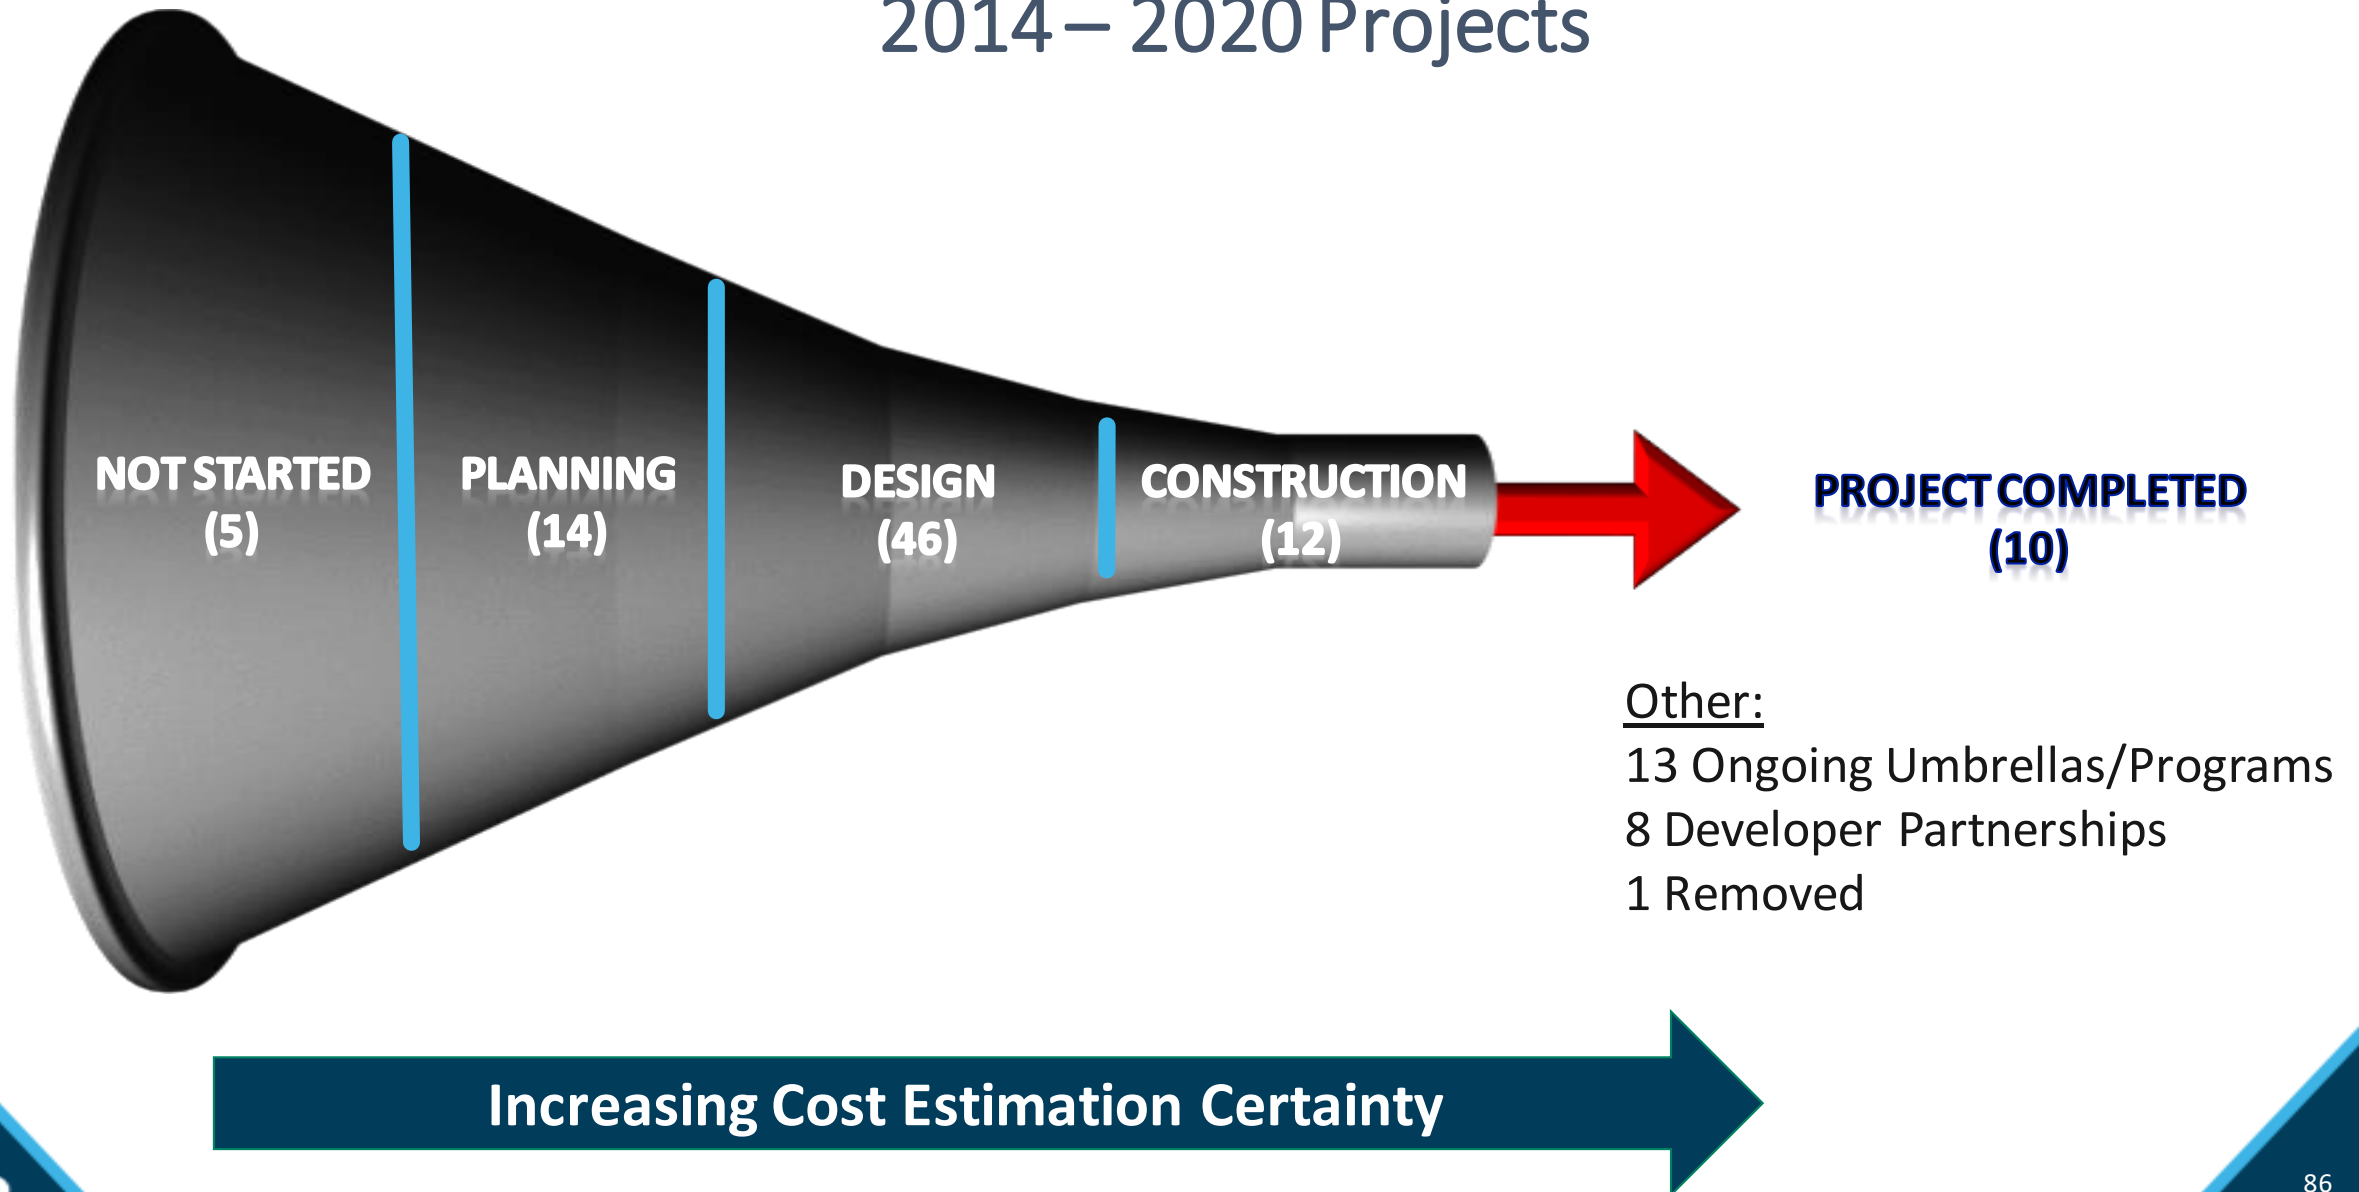 2014 – 2020 Projects
NOT STARTED
(5)
PLANNING
(14)
DESIGN
(46)
CONSTRUCTION
(12)
PROJECT COMPLETED
(10)
Other:
13 Ongoing Umbrellas/Programs
8 Developer Partnerships
1 Removed
Increasing Cost Estimation Certainty
86